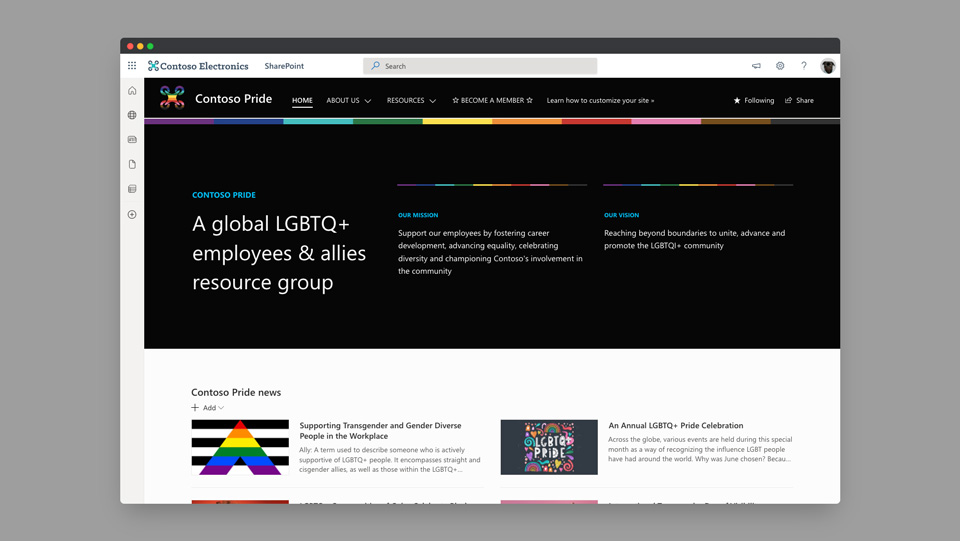 Contoso Electronics
SharePoint
Search
?
Contoso Pride
HOME
ABOUT US
RESOURCES
☆ BECOME A MEMBER ☆
Learn how to customize your site »
Following
Share
CONTOSO PRIDE
A global LGBTQ+
employees & allies
resource group
OUR MISSION
Support our employees by fostering career
development, advancing equality, celebrating
diversity and championing Contoso's involvement in
the community
OUR VISION
Reaching beyond boundaries to unite, advance and
promote the LGBTQI+ community
Contoso Pride news
Add
Supporting Transgender and Gender Diverse
People in the Workplace
Ally: A term used to describe someone who is actively
supportive of LGBTQ+ people. It encompasses straight and
cisgender allies, as well as those within the LGBTQ+...
LGBTQ
PRIDE
An Annual LGBTQ+ Pride Celebration
Across the globe, various events are held during this special
month as a way of recognizing the influence LGBT people
have had around the world. Why was June chosen? Becau...